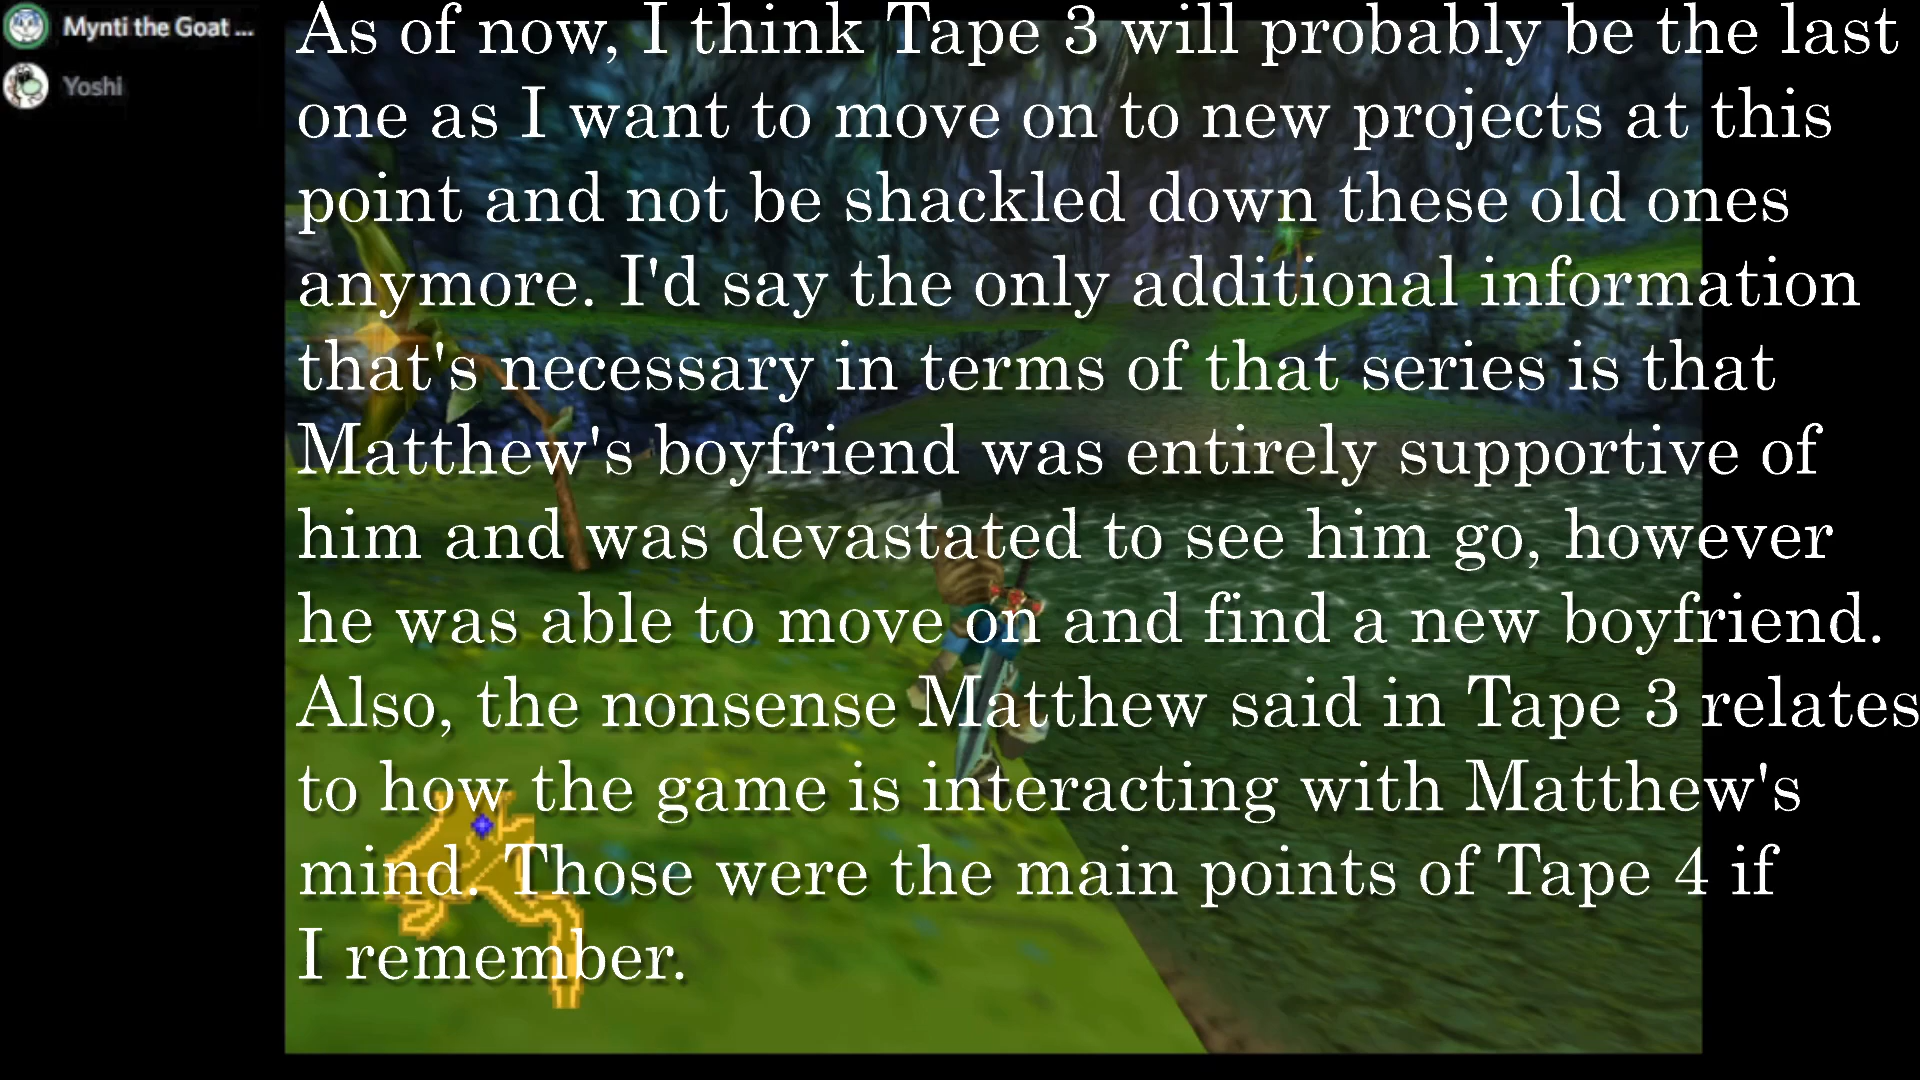 Mynti the Goat ...
Yoshi
As of now, I think Tape 3 will probably be the last
one as I want to move on to new projects at this
point and not be shackled down these old ones
anymore. I'd say the only additional information
that's necessary in terms of that series is that
Matthew's boyfriend was entirely supportive of
him and was devastated to see him go, however
he was able to move on and find a new boyfriend.
Also, the nonsense Matthew said in Tape 3 relates
to how the game is interacting with Matthew's
mind. Those were the main points of Tape 4 if
I remember.